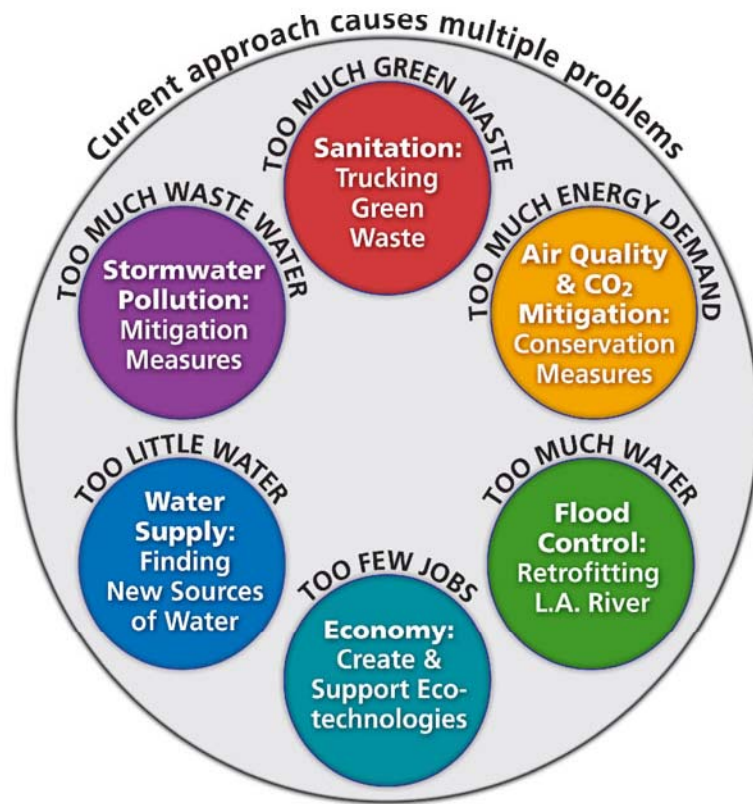 Current approach causes multiple problems
TOO MUCH GREEN WASTE
Sanitation:
Trucking
Green
Waste
TOO MUCH ENERGY DEMAND
Air Quality
& CO₂
Mitigation:
Conservation
Measures
TOO MUCH WATER
Flood
Control:
Retrofitting
L.A. River
TOO FEW JOBS
Economy:
Create &
Support Eco-
technologies
TOO LITTLE WATER
Water
Supply:
Finding
New Sources
of Water
TOO MUCH WASTE WATER
Stormwater
Pollution:
Mitigation
Measures